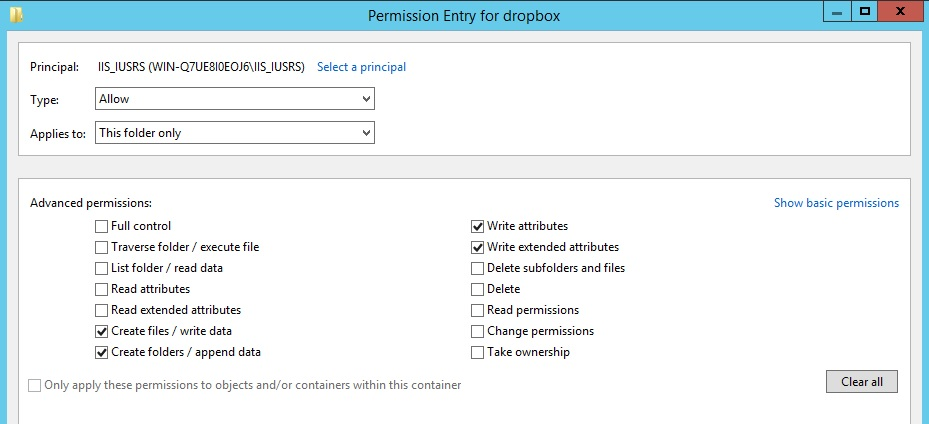 Permission Entry for dropbox
Principal: IIS_IUSRS (WIN-Q7UE8I0EOJ6\IIS_IUSRS) Select a principal
Type: Allow
Applies to: This folder only
Advanced permissions: Show basic permissions
Full control Write attributes
Traverse folder / execute file Write extended attributes
List folder / read data Delete subfolders and files
Read attributes Delete
Read extended attributes Read permissions
Create files / write data Change permissions
Create folders / append data Take ownership
Only apply these permissions to objects and/or containers within this container
Clear all